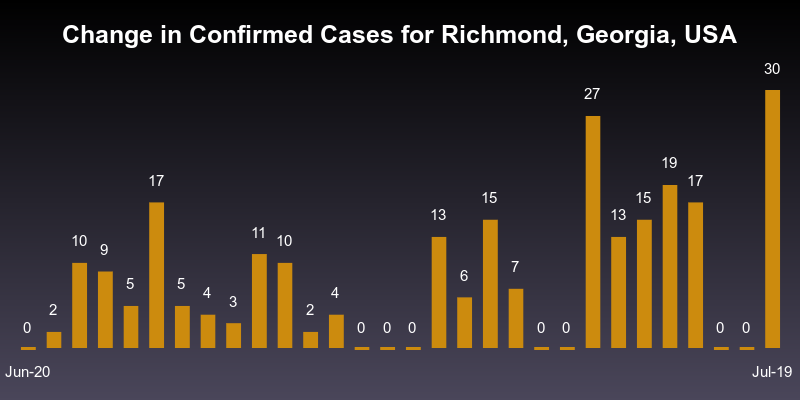 Change in Confirmed Cases for Richmond, Georgia, USA
0 2 10 9 5 17 5 4 3 11 10 2 4 0 0 0 13 6 15 7 0 0 27 13 15 19 17 0 0 30
Jun-20 Jul-19